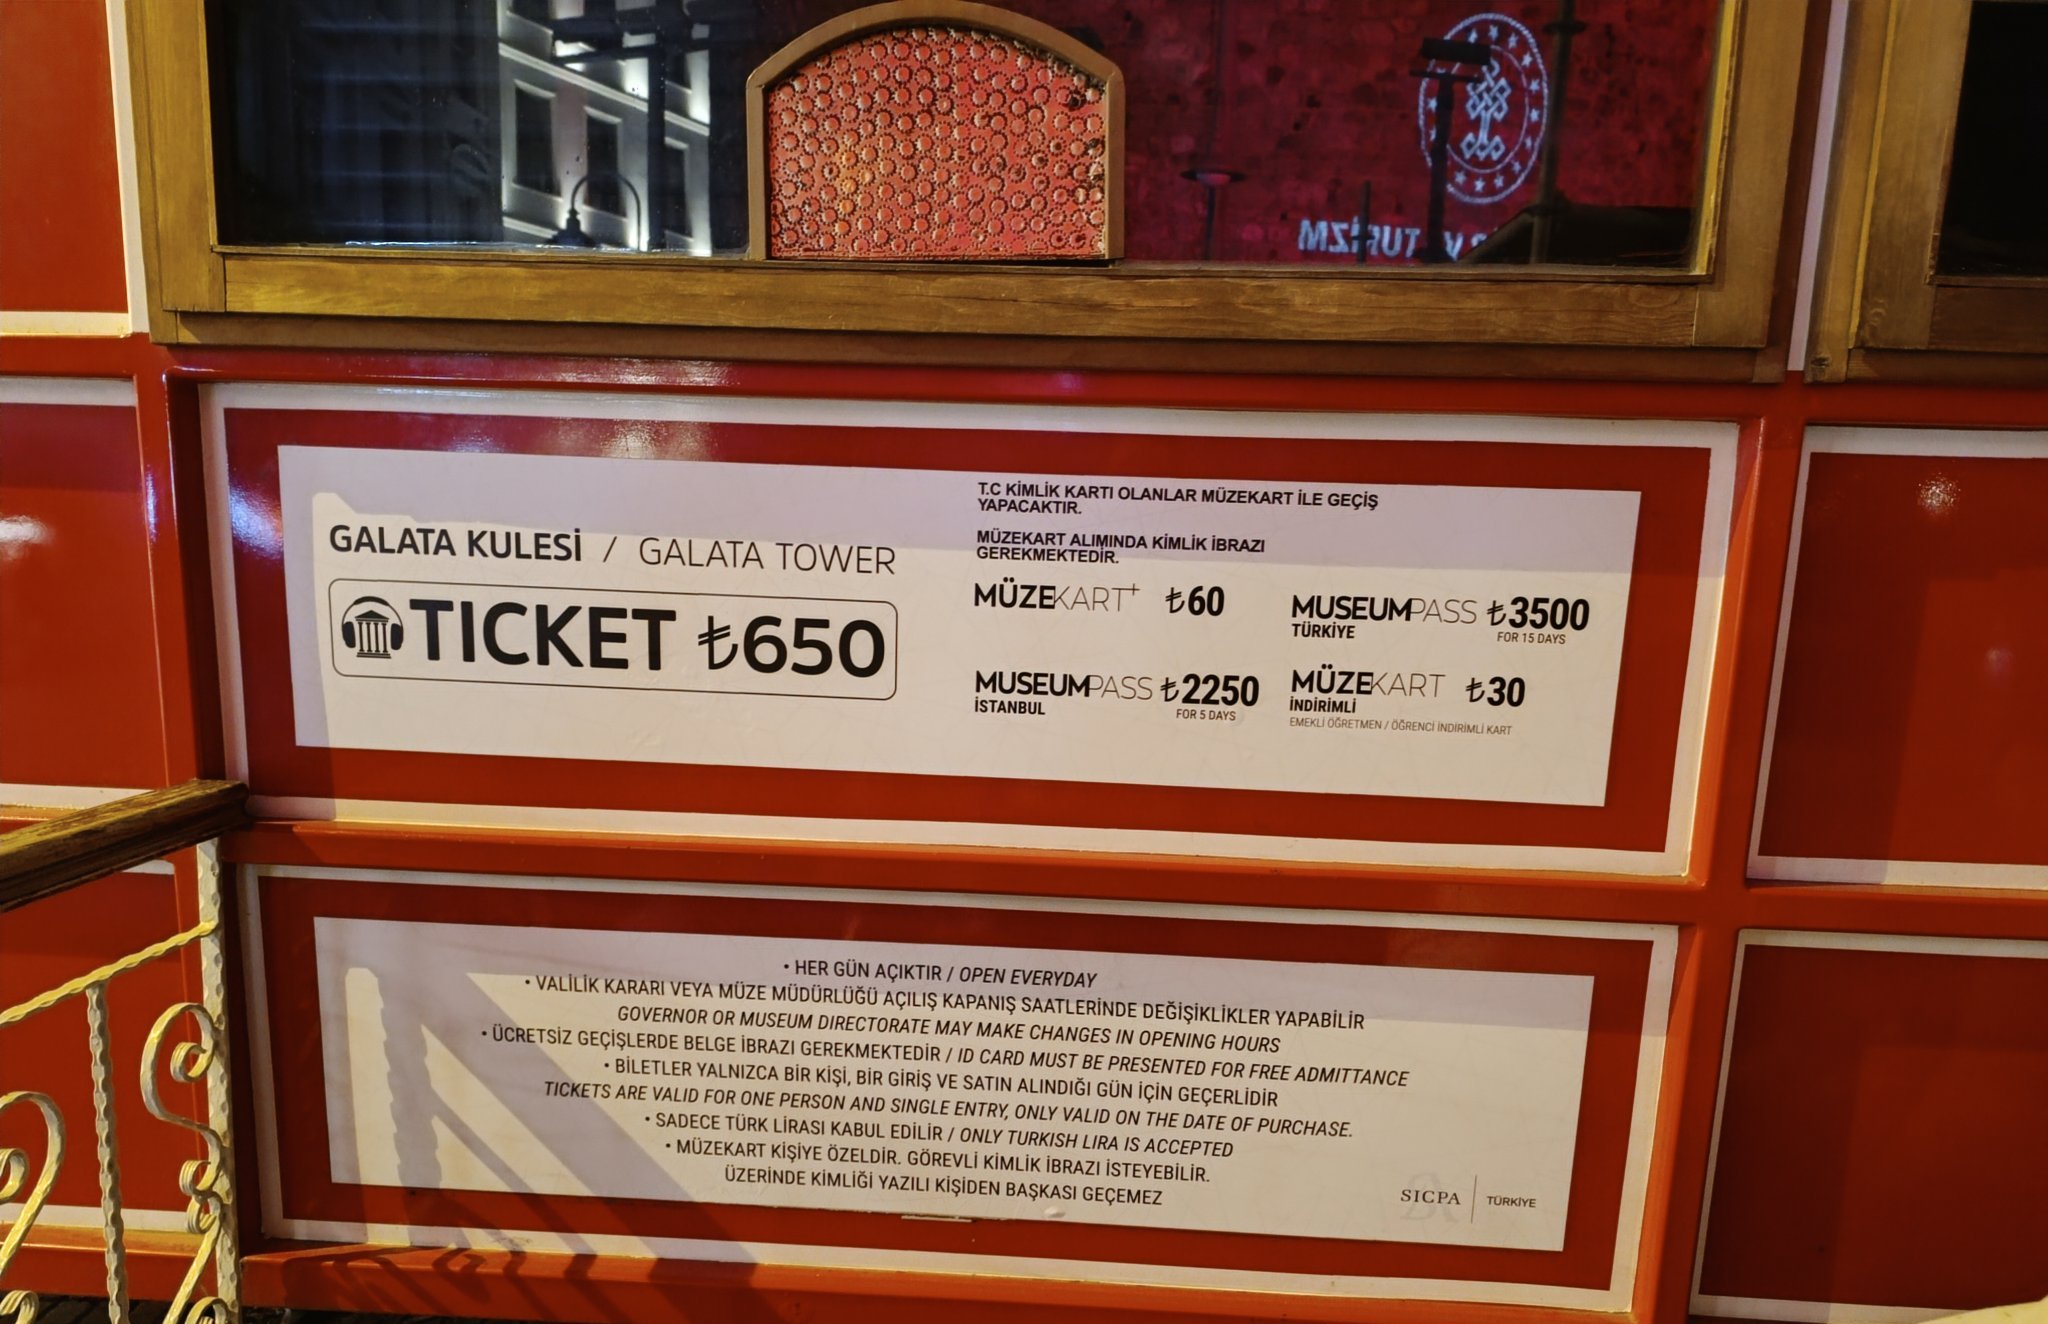 TURİZM
GALATA KULESİ / GALATA TOWER
TICKET ₺650
T.C KİMLİK KARTI OLANLAR MÜZEKART İLE GEÇİŞ
YAPACAKTIR.
MÜZEKART ALIMINDA KİMLİK İBRAZI
GEREKMEKTEDİR.
MÜZEKART+ ₺60
MUSEUMPASS ₺3500
TÜRKİYE FOR 15 DAYS
MUSEUMPASS ₺2250
İSTANBUL FOR 5 DAYS
MÜZEKART ₺30
İNDİRİMLİ
EMEKLİ ÖĞRETMEN / ÖĞRENCİ İNDİRİMLİ KART
• HER GÜN AÇIKTIR / OPEN EVERYDAY
• VALİLİK KARARI VEYA MÜZE MÜDÜRLÜĞÜ AÇILIŞ KAPANIŞ SAATLERİNDE DEĞİŞİKLİKLER YAPABİLİR
GOVERNOR OR MUSEUM DIRECTORATE MAY MAKE CHANGES IN OPENING HOURS
• ÜCRETSİZ GEÇİŞLERDE BELGE İBRAZI GEREKMEKTEDİR / ID CARD MUST BE PRESENTED FOR FREE ADMITTANCE
• BİLETLER YALNIZCA BİR KİŞİ, BİR GİRİŞ VE SATIN ALINDIĞI GÜN İÇİN GEÇERLİDİR
TICKETS ARE VALID FOR ONE PERSON AND SINGLE ENTRY, ONLY VALID ON THE DATE OF PURCHASE.
• SADECE TÜRK LİRASI KABUL EDİLİR / ONLY TURKISH LIRA IS ACCEPTED
• MÜZEKART KİŞİYE ÖZELDİR. GÖREVLİ KİMLİK İBRAZI İSTEYEBİLİR.
ÜZERİNDE KİMLİĞİ YAZILI KİŞİDEN BAŞKASI GEÇEMEZ
SICPA | TÜRKİYE